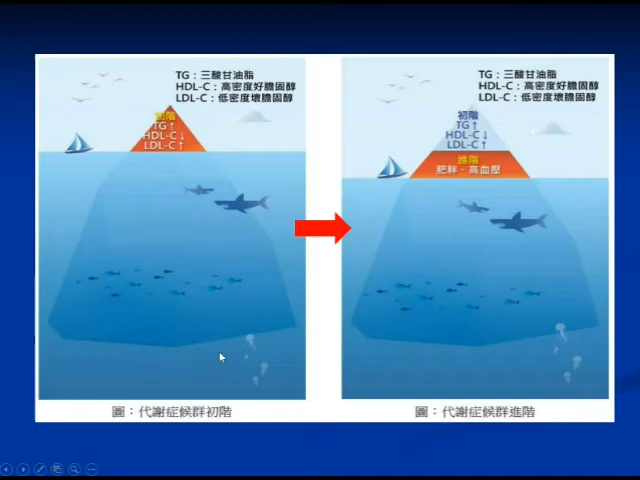 TG：三酸甘油脂
HDL-C：高密度好膽固醇
LDL-C：低密度壞膽固醇
初階
TG↑
HDL-C↓
LDL-C↑
圖：代謝症候群初階
TG：三酸甘油脂
HDL-C：高密度好膽固醇
LDL-C：低密度壞膽固醇
初階
TG↑
HDL-C↓
LDL-C↑
進階
肥胖、高血壓
圖：代謝症候群進階